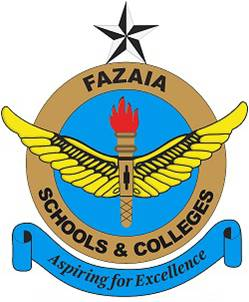 FAZAIA
SCHOOLS & COLLEGES
Aspiring for Excellence